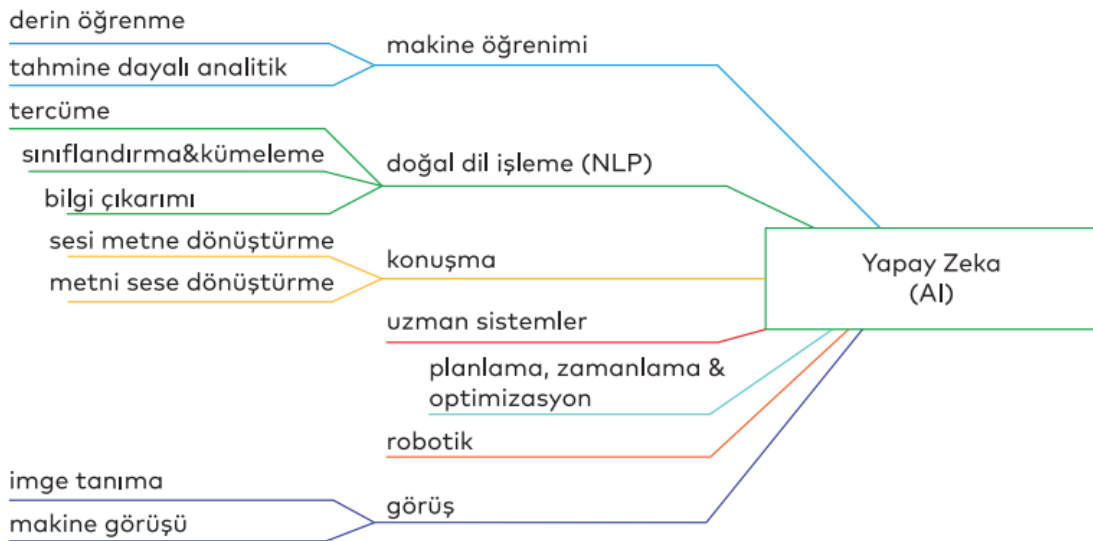 derin öğrenme
makine öğrenimi
tahmine dayalı analitik
tercüme
sınıflandırma&kümeleme
doğal dil işleme (NLP)
bilgi çıkarımı
sesi metne dönüştürme
konuşma
metni sese dönüştürme
Yapay Zeka
(AI)
uzman sistemler
planlama, zamanlama &
optimizasyon
robotik
imge tanıma
görüş
makine görüşü